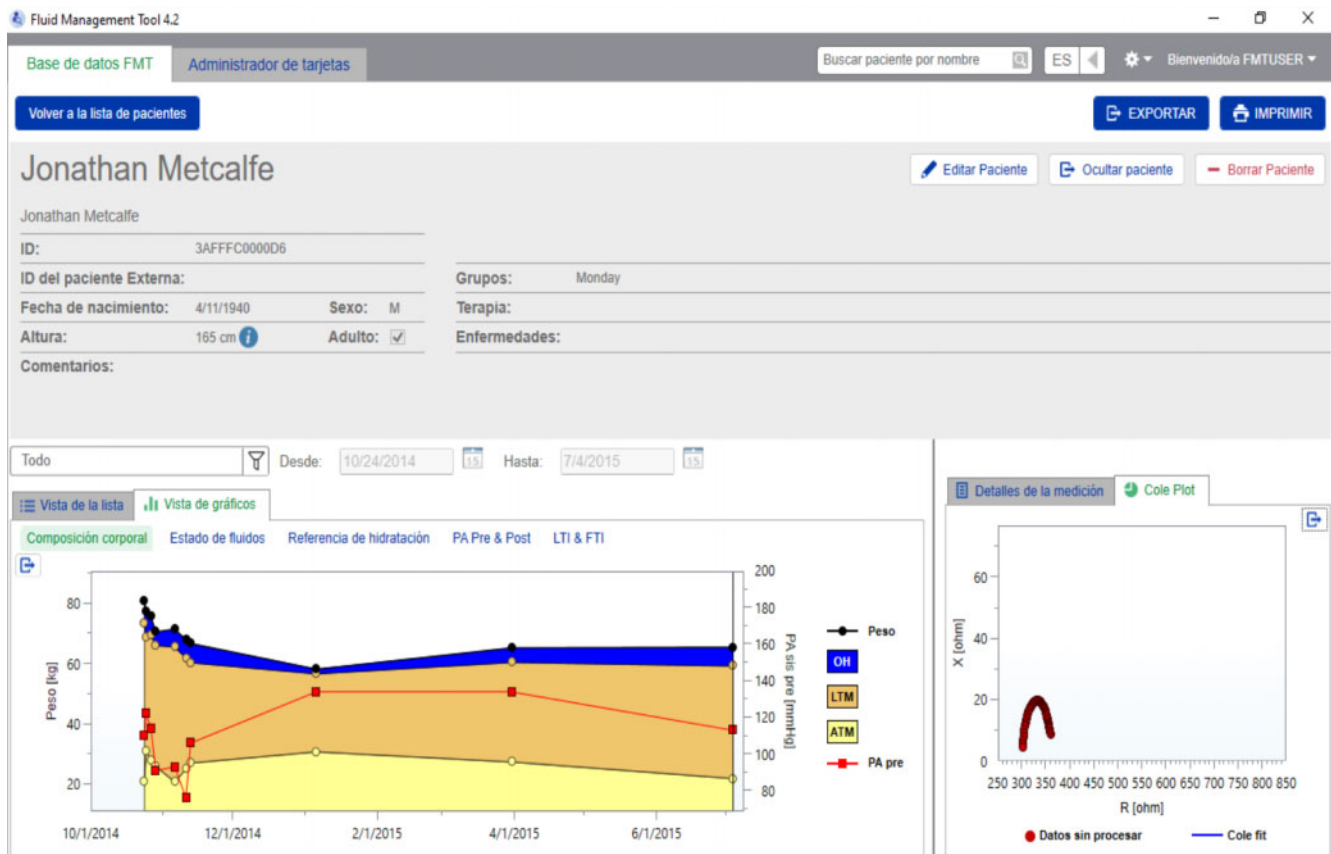 Fluid Management Tool 4.2
Base de datos FMT Administrador de tarjetas Buscar paciente por nombre ES Bienvenido/a FMTUSER
Volver a la lista de pacientes EXPORTAR IMPRIMIR
Jonathan Metcalfe Editar Paciente Ocultar paciente Borrar Paciente
Jonathan Metcalfe
ID: 3AFFFC0000D6
ID del paciente Externa: Grupos: Monday
Fecha de nacimiento: 4/11/1940 Sexo: M Terapia:
Altura: 165 cm i Adulto: Enfermedades:
Comentarios:
Todo Desde: 10/24/2014 15 Hasta: 7/4/2015 15
Vista de la lista Vista de gráficos
Composición corporal Estado de fluidos Referencia de hidratación PA Pre & Post LTI & FTI
Peso [kg]
80
60
40
20
10/1/2014 12/1/2014 2/1/2015 4/1/2015 6/1/2015
200
180
160
140
120
100
80
PA sis pre [mmHg]
Peso
OH
LTM
ATM
PA pre
Detalles de la medición Cole Plot
X [ohm]
60
40
20
0
250 300 350 400 450 500 550 600 650 700 750 800 850
R [ohm]
Datos sin procesar Cole fit